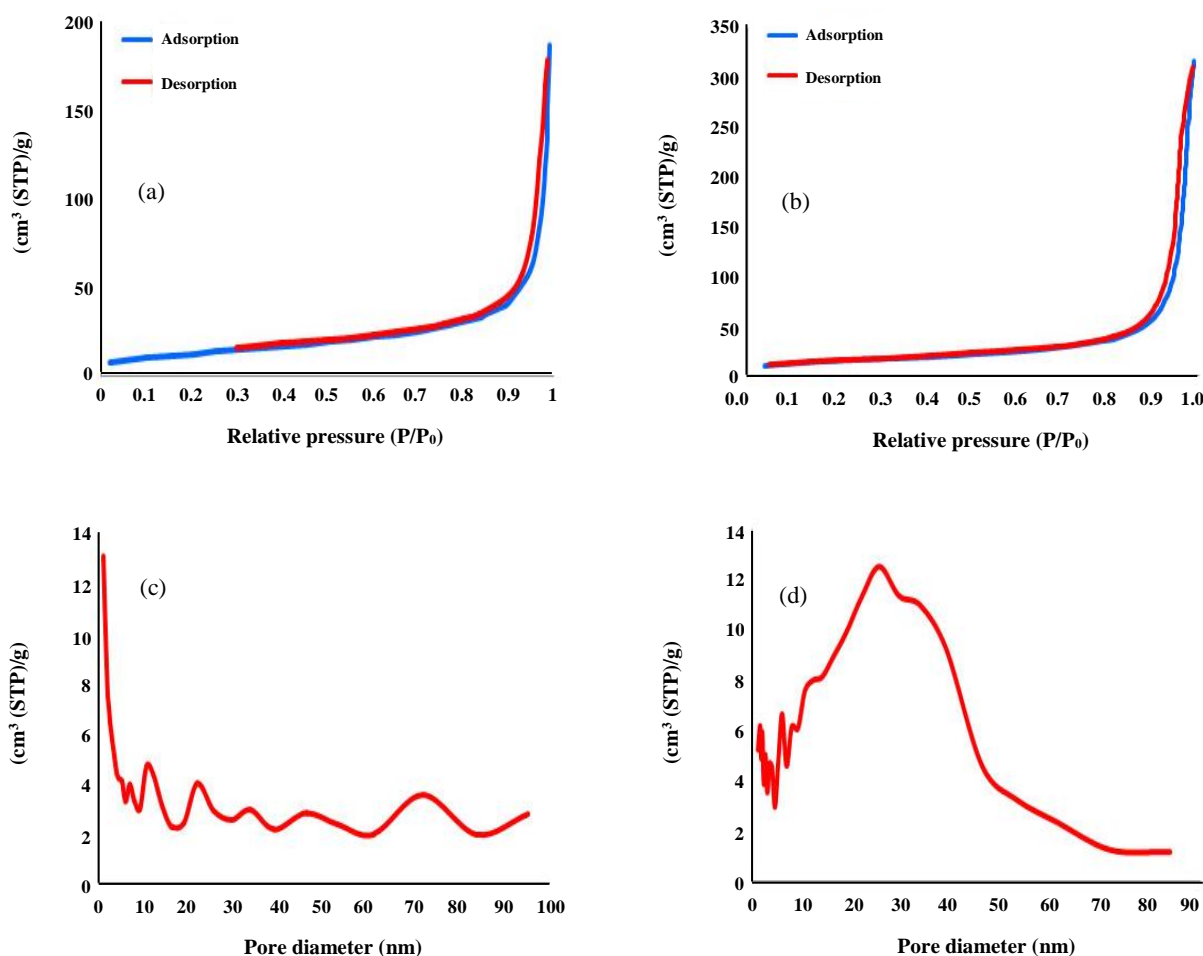 200
150
100
50
0
Adsorption
Desorption
(a)
(cm³ (STP)/g)
0 0.1 0.2 0.3 0.4 0.5 0.6 0.7 0.8 0.9 1
Relative pressure (P/P₀)
350
300
250
200
150
100
50
0
Adsorption
Desorption
(b)
(cm³ (STP)/g)
0.0 0.1 0.2 0.3 0.4 0.5 0.6 0.7 0.8 0.9 1.0
Relative pressure (P/P₀)
14
12
10
8
6
4
2
0
(c)
(cm³ (STP)/g)
0 10 20 30 40 50 60 70 80 90 100
Pore diameter (nm)
14
12
10
8
6
4
2
0
(d)
(cm³ (STP)/g)
0 10 20 30 40 50 60 70 80 90
Pore diameter (nm)